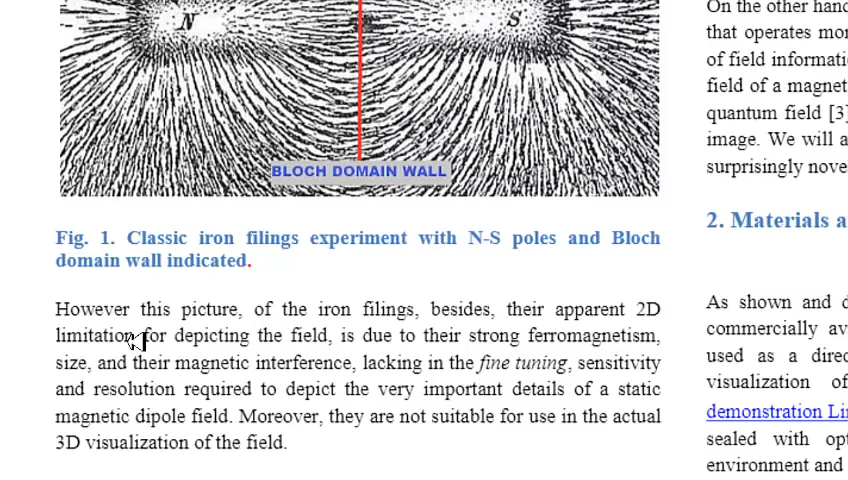 N
S
BLOCH DOMAIN WALL
Fig. 1. Classic iron filings experiment with N-S poles and Bloch
domain wall indicated.
However this picture, of the iron filings, besides, their apparent 2D
limitation for depicting the field, is due to their strong ferromagnetism,
size, and their magnetic interference, lacking in the fine tuning, sensitivity
and resolution required to depict the very important details of a static
magnetic dipole field. Moreover, they are not suitable for use in the actual
3D visualization of the field.
On the other hand
that operates mor
of field informati
field of a magnet
quantum field [3]
image. We will a
surprisingly nove
2. Materials a
As shown and d
commercially av
used as a direc
visualization of
demonstration Li
sealed with opt
environment and